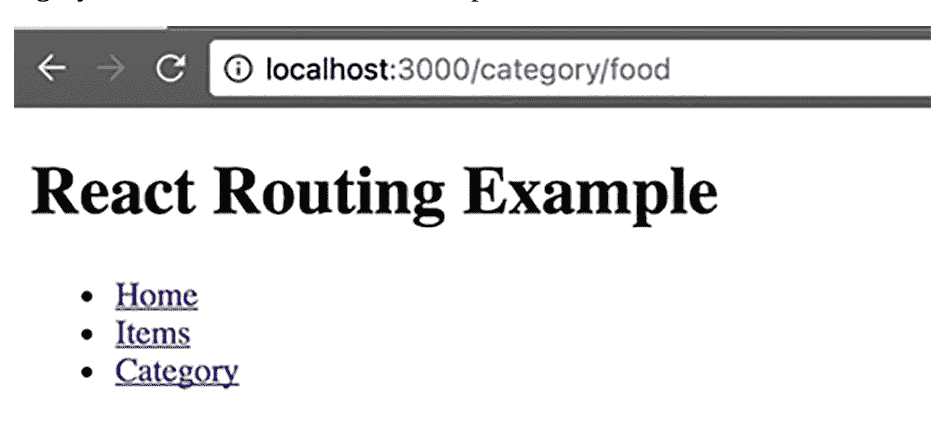 localhost:3000/category/food
React Routing Example
Home
Items
Category